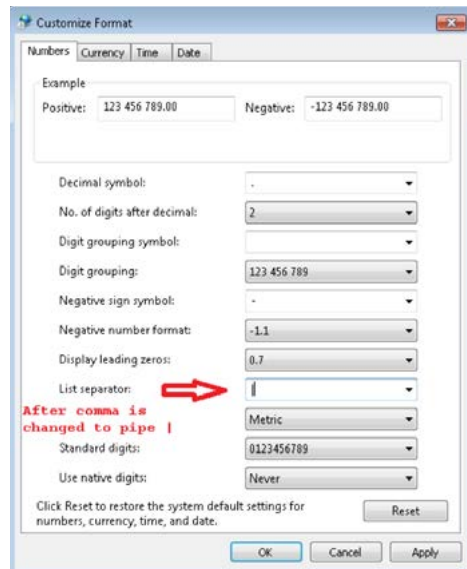 Customize Format
Numbers Currency Time Date
Example
Positive: 123 456 789.00 Negative: -123 456 789.00
Decimal symbol: .
No. of digits after decimal: 2
Digit grouping symbol:
Digit grouping: 123 456 789
Negative sign symbol: -
Negative number format: -1.1
Display leading zeros: 0.7
List separator: |
After comma is
changed to pipe |
Metric
Standard digits: 0123456789
Use native digits: Never
Click Reset to restore the system default settings for
numbers, currency, time, and date.
Reset
OK Cancel Apply